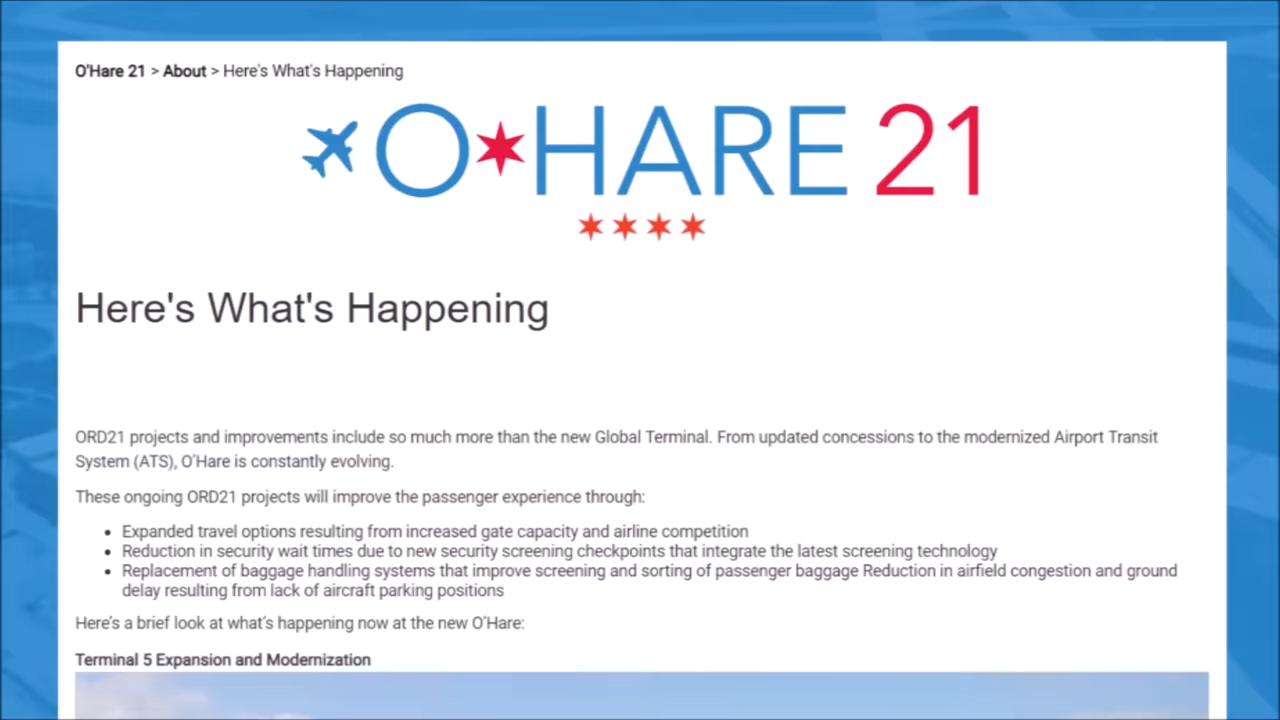 O'Hare 21 > About > Here's What's Happening
O*HARE 21
Here's What's Happening
ORD21 projects and improvements include so much more than the new Global Terminal. From updated concessions to the modernized Airport Transit
System (ATS), O'Hare is constantly evolving.
These ongoing ORD21 projects will improve the passenger experience through:
• Expanded travel options resulting from increased gate capacity and airline competition
• Reduction in security wait times due to new security screening checkpoints that integrate the latest screening technology
• Replacement of baggage handling systems that improve screening and sorting of passenger baggage Reduction in airfield congestion and ground
delay resulting from lack of aircraft parking positions
Here's a brief look at what's happening now at the new O'Hare:
Terminal 5 Expansion and Modernization